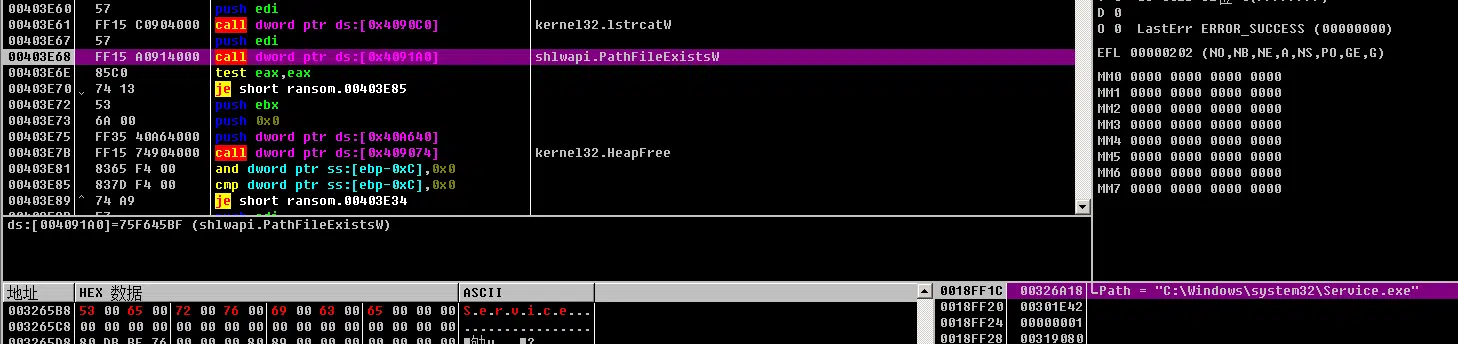 00403E60 57 push edi
00403E61 FF15 C0904000 call dword ptr ds:[0x4090C0] kernel32.lstrcatW
00403E67 57 push edi
00403E68 FF15 A0914000 call dword ptr ds:[0x4091A0] shlwapi.PathFileExistsW
00403E6E 85C0 test eax,eax
00403E70 74 13 je short ransom.00403E85
00403E72 53 push ebx
00403E73 6A 00 push 0x0
00403E75 FF35 40A64000 push dword ptr ds:[0x40A640]
00403E7B FF15 74904000 call dword ptr ds:[0x409074] kernel32.HeapFree
00403E81 8365 F4 00 and dword ptr ss:[ebp-0xC],0x0
00403E85 837D F4 00 cmp dword ptr ss:[ebp-0xC],0x0
00403E89 ^ 74 A9 je short ransom.00403E34
D 0
O 0 LastErr ERROR_SUCCESS (00000000)
EFL 00000202 (NO,NB,NE,A,NS,PO,GE,G)
MM0 0000 0000 0000 0000
MM1 0000 0000 0000 0000
MM2 0000 0000 0000 0000
MM3 0000 0000 0000 0000
MM4 0000 0000 0000 0000
MM5 0000 0000 0000 0000
MM6 0000 0000 0000 0000
MM7 0000 0000 0000 0000
ds:[004091A0]=75F645BF (shlwapi.PathFileExistsW)
地址 HEX 数据 ASCII
003265B8 53 00 65 00 72 00 76 00 69 00 63 00 65 00 00 00 S.e.r.v.i.c.e...
003265C8 00 00 00 00 00 00 00 00 00 00 00 00 00 00 00 00 ................
003265D8
0018FF1C 00326A18 Path = "C:\Windows\system32\Service.exe"
0018FF20 00301E42
0018FF24 00000001
0018FF28 00319080